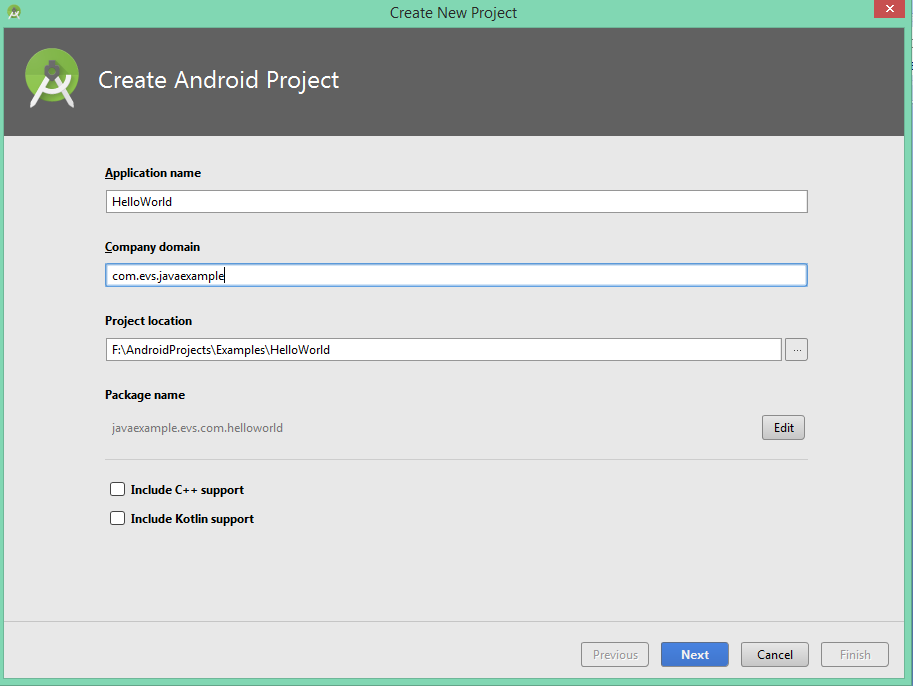 Create New Project
Create Android Project
Application name
HelloWorld
Company domain
com.evs.javaexample
Project location
F:\AndroidProjects\Examples\HelloWorld
...
Package name
javaexample.evs.com.helloworld
Edit
Include C++ support
Include Kotlin support
Previous Next Cancel Finish